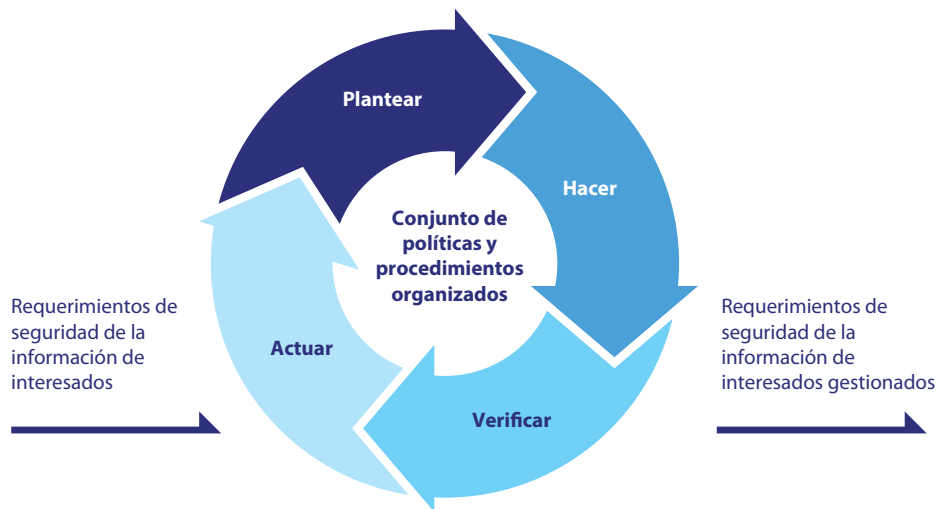 Plantear
Hacer
Conjunto de
políticas y
procedimientos
organizados
Requerimientos de
seguridad de la
información de
interesados
Requerimientos de
seguridad de la
información de
interesados gestionados
Actuar
Verificar